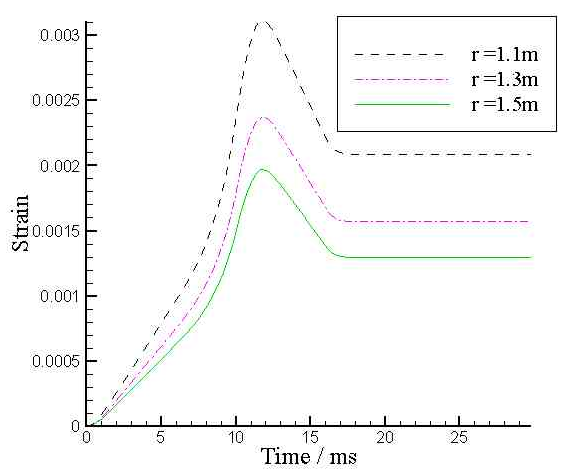 0.003
r =1.1m
r =1.3m
r =1.5m
0.0025
0.002
0.0015
Strain
0.001
0.0005
0
0 5 10 15 20 25
Time / ms